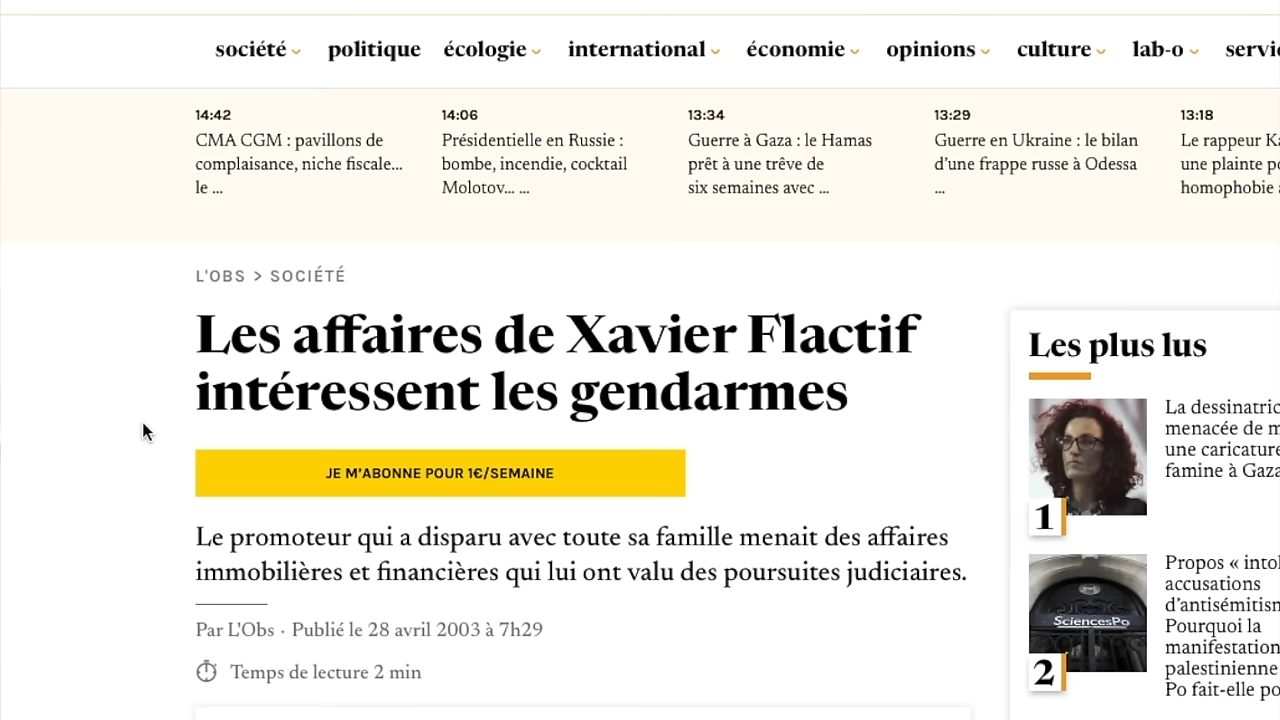 société politique écologie international économie opinions culture lab-o
14:42 14:06 13:34 13:29 13:18
CMA CGM : pavillons de
complaisance, niche fiscale...
le ...
Présidentielle en Russie :
bombe, incendie, cocktail
Molotov... ...
Guerre à Gaza : le Hamas
prêt à une trêve de
six semaines avec ...
Guerre en Ukraine : le bilan
d'une frappe russe à Odessa
...
Le rappeur
une plainte
homophobie
L'OBS > SOCIÉTÉ
Les affaires de Xavier Flactif
intéressent les gendarmes
JE M'ABONNE POUR 1€/SEMAINE
Le promoteur qui a disparu avec toute sa famille menait des affaires
immobilières et financières qui lui ont valu des poursuites judiciaires.
Par L'Obs · Publié le 28 avril 2003 à 7h29
Temps de lecture 2 min
Les plus lus
1
La
menacée de
une caricature
famine à Gaza
2
SciencesPo
Propos «
accusations
Pourquoi la
manifestation
palestinienne
Po fait-elle